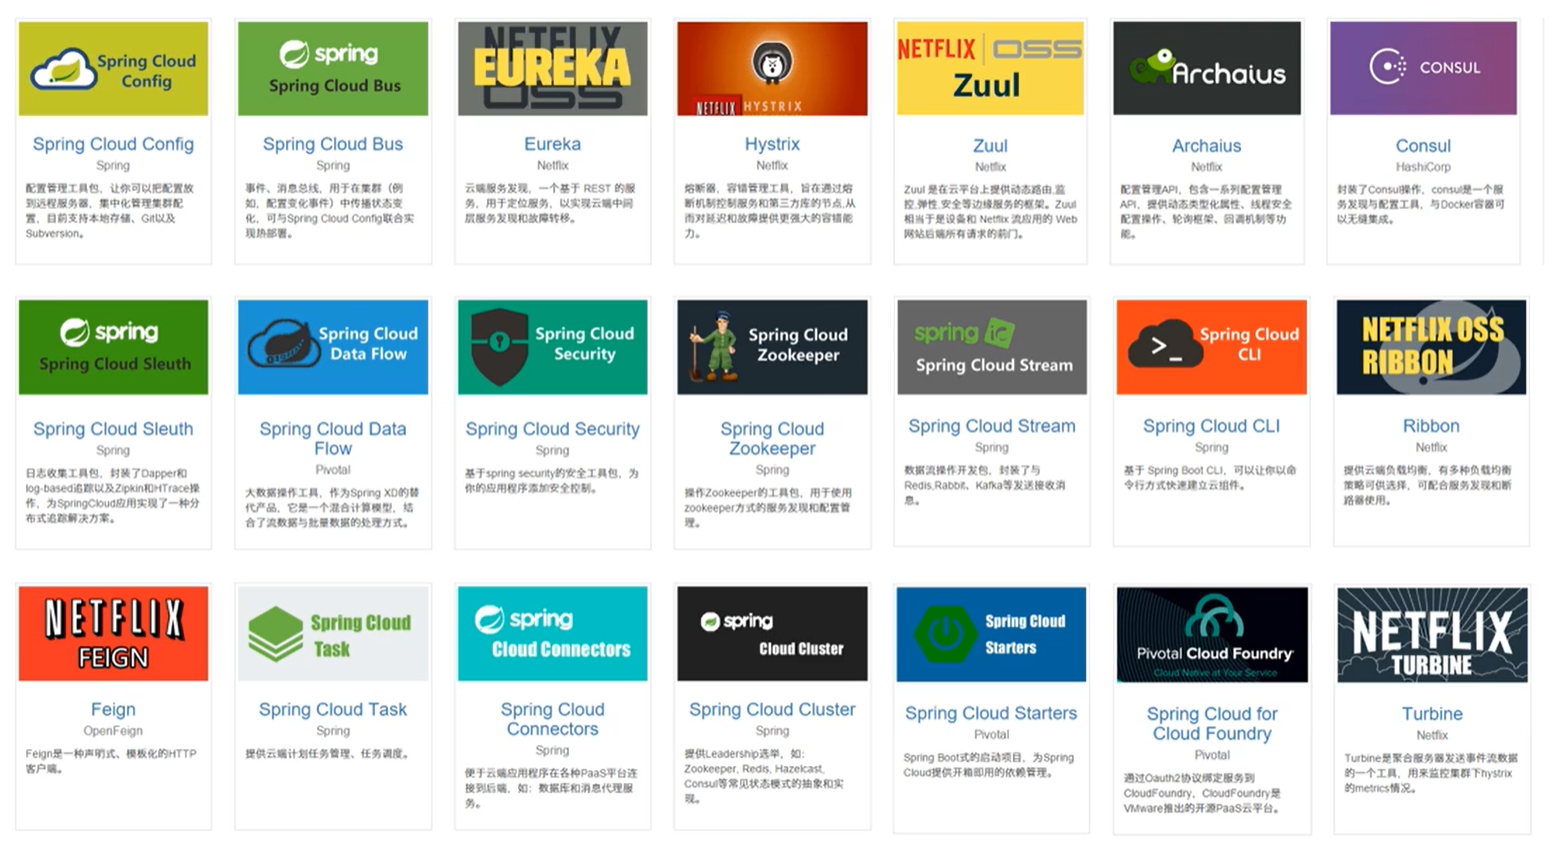 Spring Cloud
Config
Spring Cloud Config
Spring
配置管理工具包，让你可以把配置放
到远程服务器，集中化管理集群配
置，目前支持本地存储、Git以及
Subversion。
spring
Spring Cloud Bus
Spring Cloud Bus
Spring
事件、消息总线，用于在集群（例
如，配置变化事件）中传播状态变
化，可与Spring Cloud Config联合实
现热部署。
NETFLIX
EUREKA
OSS
Eureka
Netflix
云端服务发现，一个基于 REST 的服
务，用于定位服务，以实现云端中间
层服务发现和故障转移。
NETFLIX HYSTRIX
Hystrix
Netflix
熔断器，容错管理工具，旨在通过熔
断机制控制服务和第三方库的节点,从
而对延迟和故障提供更强大的容错能
力。
NETFLIX OSS
Zuul
Zuul
Netflix
Zuul 是在云平台上提供动态路由,监
控,弹性,安全等边缘服务的框架。Zuul
相当于是设备和 Netflix 流应用的 Web
网站后端所有请求的前门。
Archaius
Archaius
Netflix
配置管理API，包含一系列配置管理
API，提供动态类型化属性、线程安全
配置操作、轮询框架、回调机制等功
能。
CONSUL
Consul
HashiCorp
封装了Consul操作，consul是一个服
务发现与配置工具，与Docker容器可
以无缝集成。
spring
Spring Cloud Sleuth
Spring Cloud Sleuth
Spring
日志收集工具包，封装了Dapper和
log-based追踪以及Zipkin和HTrace操
作，为SpringCloud应用实现了一种分
布式追踪解决方案。
Spring Cloud
Data Flow
Spring Cloud Data
Flow
Pivotal
大数据操作工具，作为Spring XD的替
代产品，它是一个混合计算模型，结
合了流数据与批量数据的处理方式。
Spring Cloud
Security
Spring Cloud Security
Spring
基于spring security的安全工具包，为
你的应用程序添加安全控制。
Spring Cloud
Zookeeper
Spring Cloud
Zookeeper
Spring
操作Zookeeper的工具包，用于使用
zookeeper方式的服务发现和配置管
理。
spring
Spring Cloud Stream
Spring Cloud Stream
Spring
数据流操作开发包，封装了与
Redis,Rabbit、Kafka等发送接收消
息。
Spring Cloud
CLI
Spring Cloud CLI
Spring
基于 Spring Boot CLI，可以让你以命
令行方式快速建立云组件。
NETFLIX OSS
RIBBON
Ribbon
Netflix
提供云端负载均衡，有多种负载均衡
策略可供选择，可配合服务发现和断
路器使用。
NETFLIX
FEIGN
Feign
OpenFeign
Feign是一种声明式、模板化的HTTP
客户端。
Spring Cloud
Task
Spring Cloud Task
Spring
提供云端计划任务管理、任务调度。
spring
Cloud Connectors
Spring Cloud
Connectors
Spring
便于云端应用程序在各种PaaS平台连
接到后端，如：数据库和消息代理服
务。
spring
Cloud Cluster
Spring Cloud Cluster
Spring
提供Leadership选举，如：
Zookeeper, Redis, Hazelcast,
Consul等常见状态模式的抽象和实
现。
Spring Cloud
Starters
Spring Cloud Starters
Pivotal
Spring Boot式的启动项目，为Spring
Cloud提供开箱即用的依赖管理。
Pivotal Cloud Foundry
Cloud Native at Your Service
Spring Cloud for
Cloud Foundry
Pivotal
通过Oauth2协议绑定服务到
CloudFoundry，CloudFoundry是
VMware推出的开源PaaS云平台。
NETFLIX
TURBINE
Turbine
Netflix
Turbine是聚合服务器发送事件流数据
的一个工具，用来监控集群下hystrix
的metrics情况。